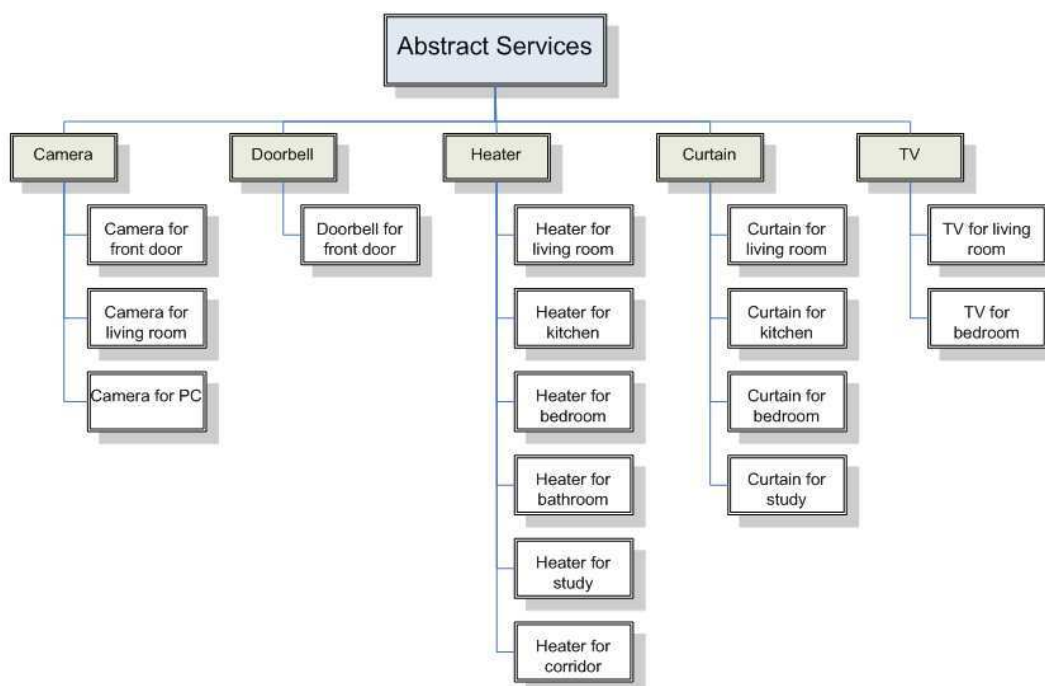 Abstract Services
Camera
Doorbell
Heater
Curtain
TV
Camera for
front door
Camera for
living room
Camera for PC
Doorbell for
front door
Heater for
living room
Heater for
kitchen
Heater for
bedroom
Heater for
bathroom
Heater for
study
Heater for
corridor
Curtain for
living room
Curtain for
kitchen
Curtain for
bedroom
Curtain for
study
TV for living
room
TV for
bedroom